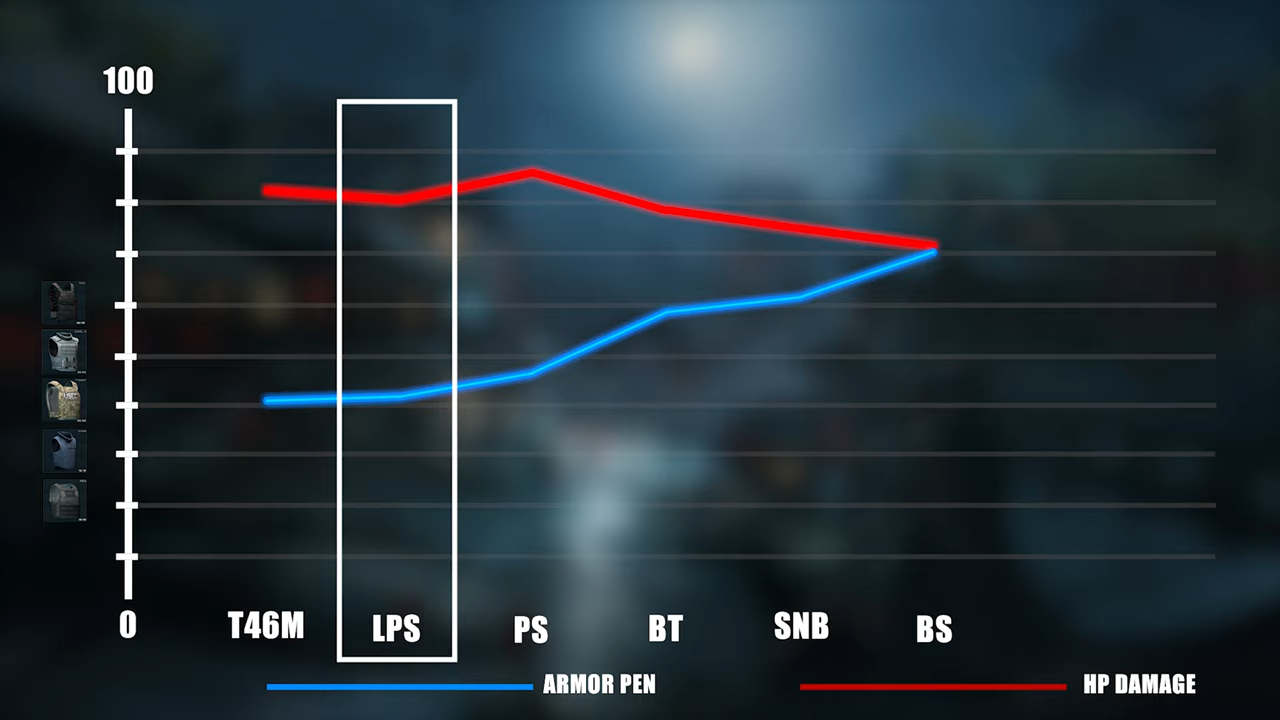 100
0
T46M
LPS
PS
BT
SNB
BS
ARMOR PEN
HP DAMAGE